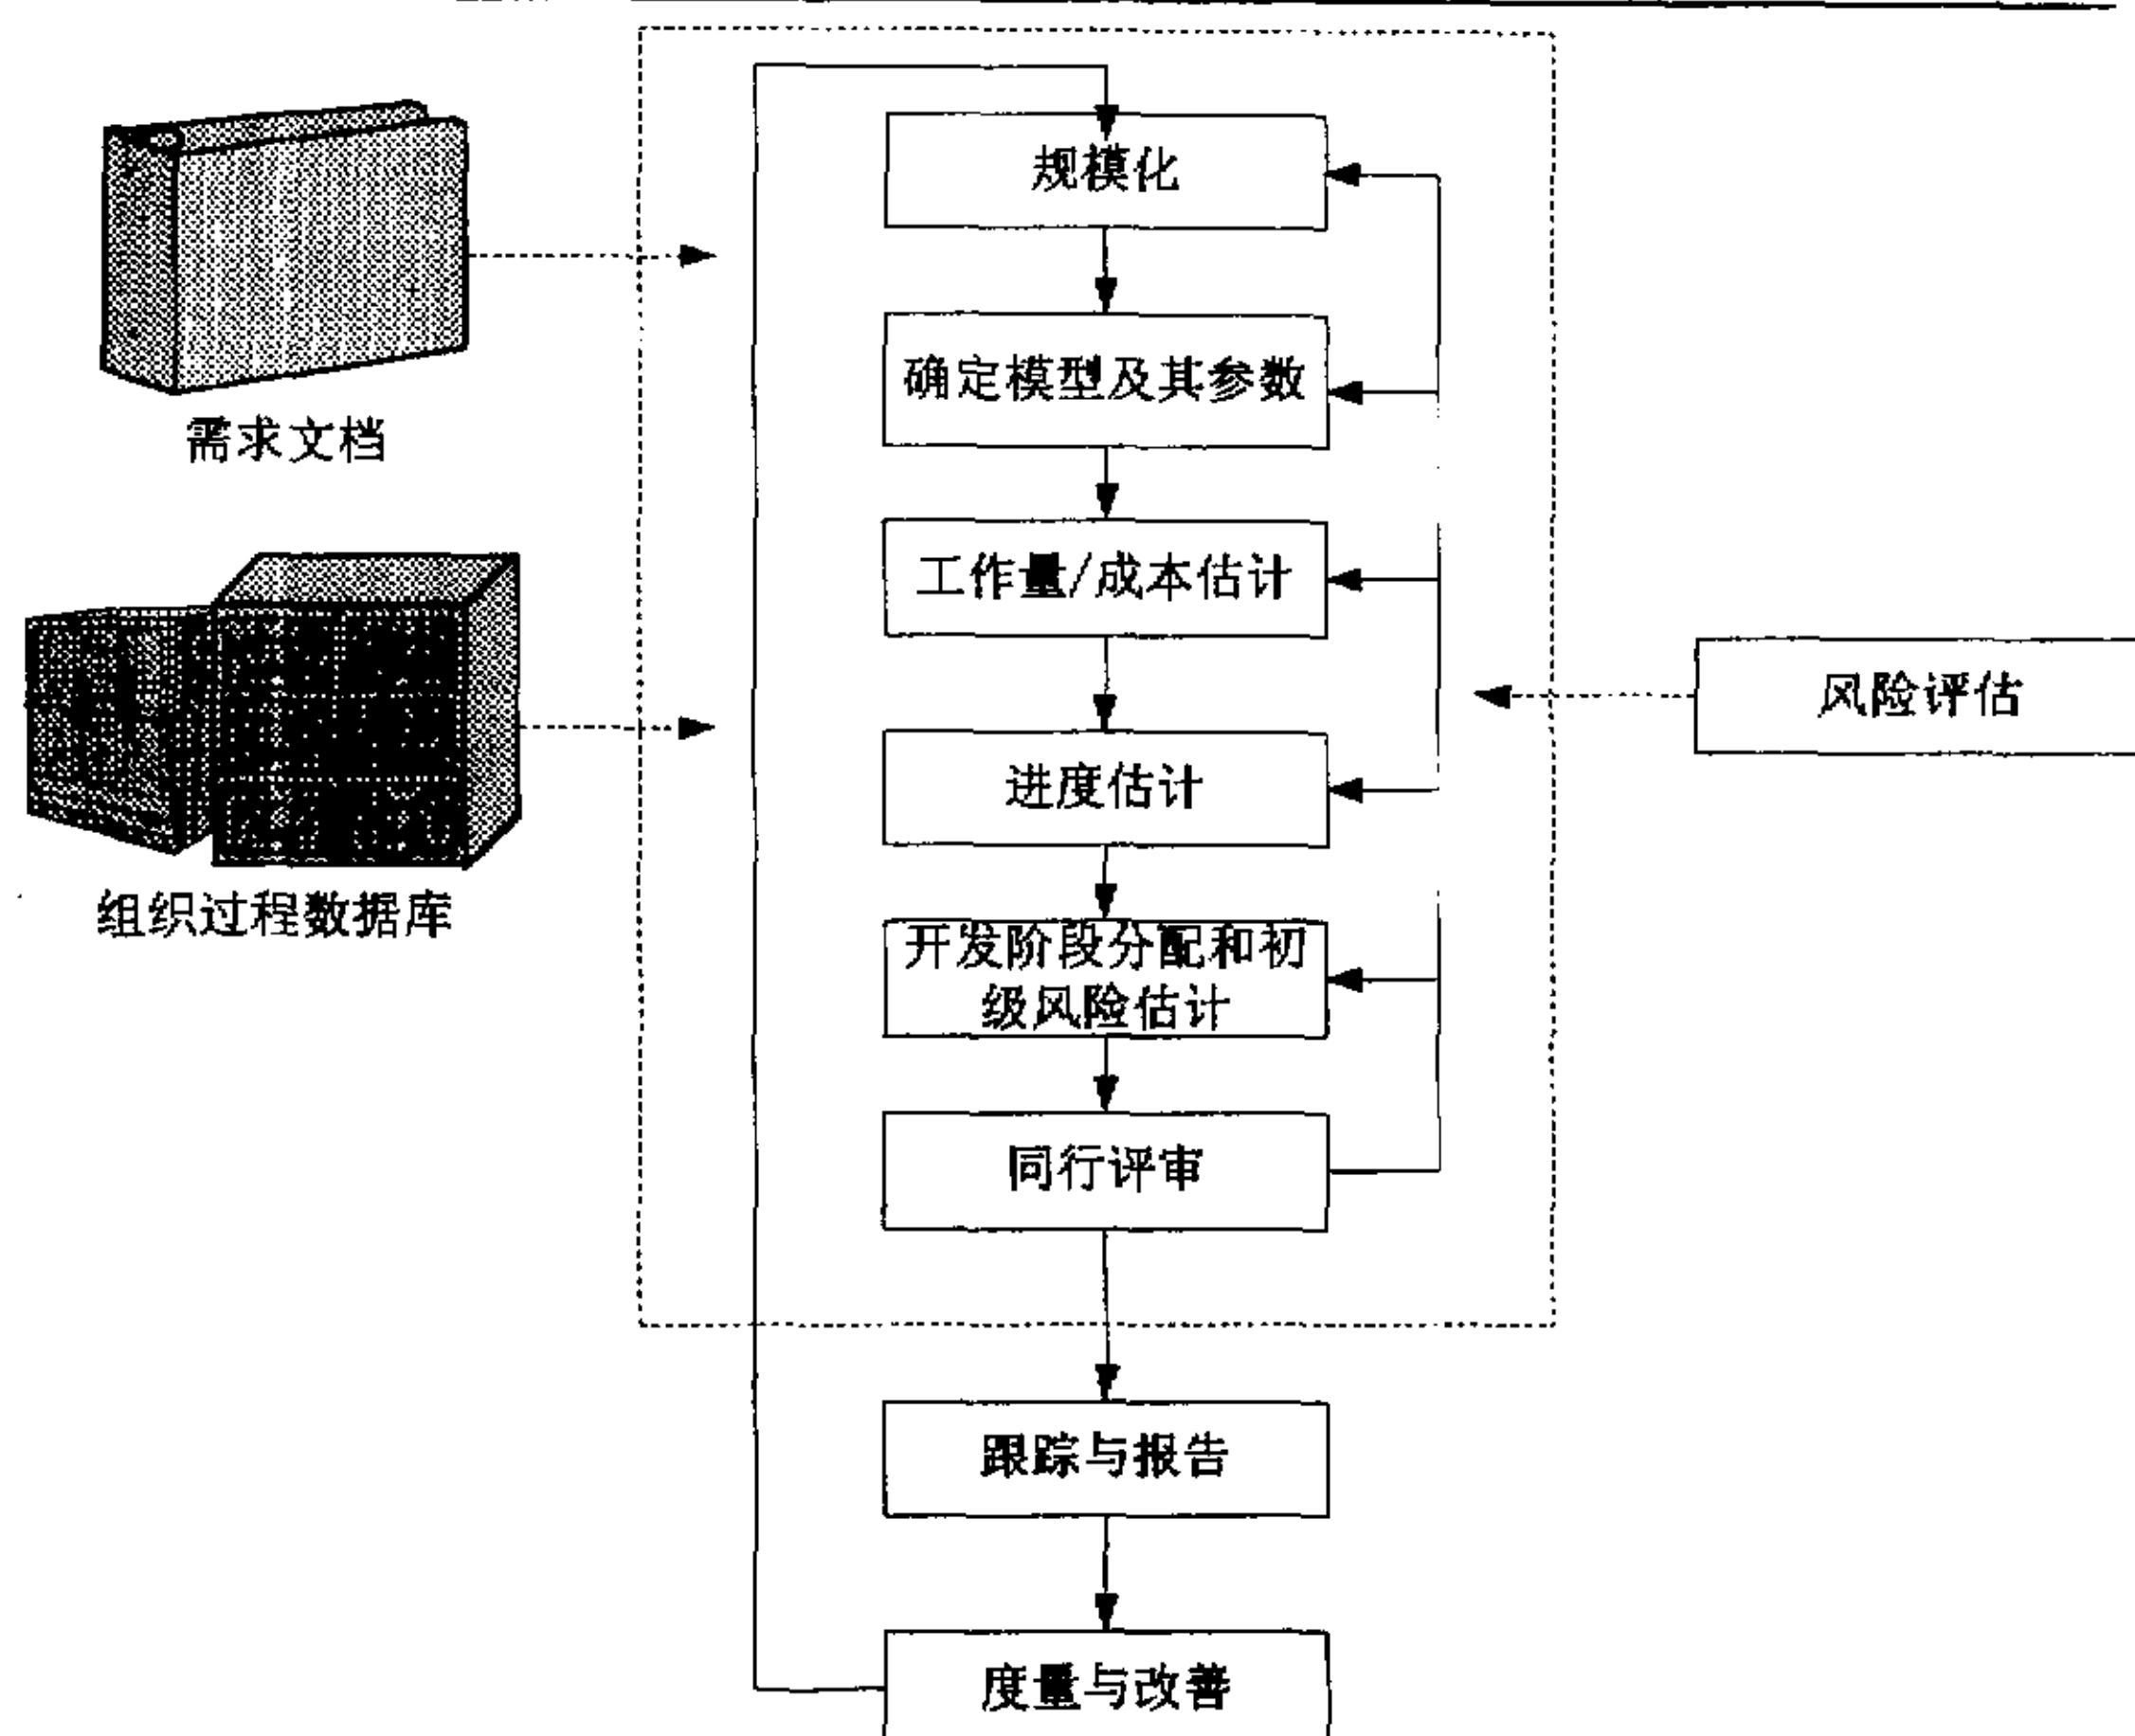 规模化
确定模型及其参数
需求文档
工作量/成本估计
风险评估
进度估计
组织过程数据库
开发阶段分配和初
级风险估计
同行评审
跟踪与报告
度量与改善